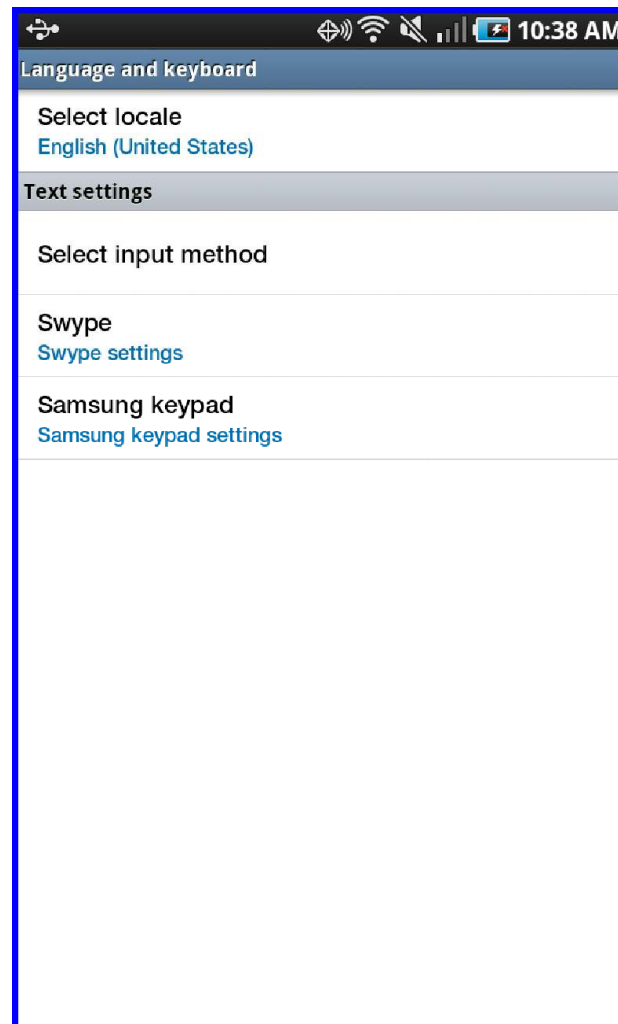 10:38 AM
Language and keyboard
Select locale
English (United States)
Text settings
Select input method
Swype
Swype settings
Samsung keypad
Samsung keypad settings